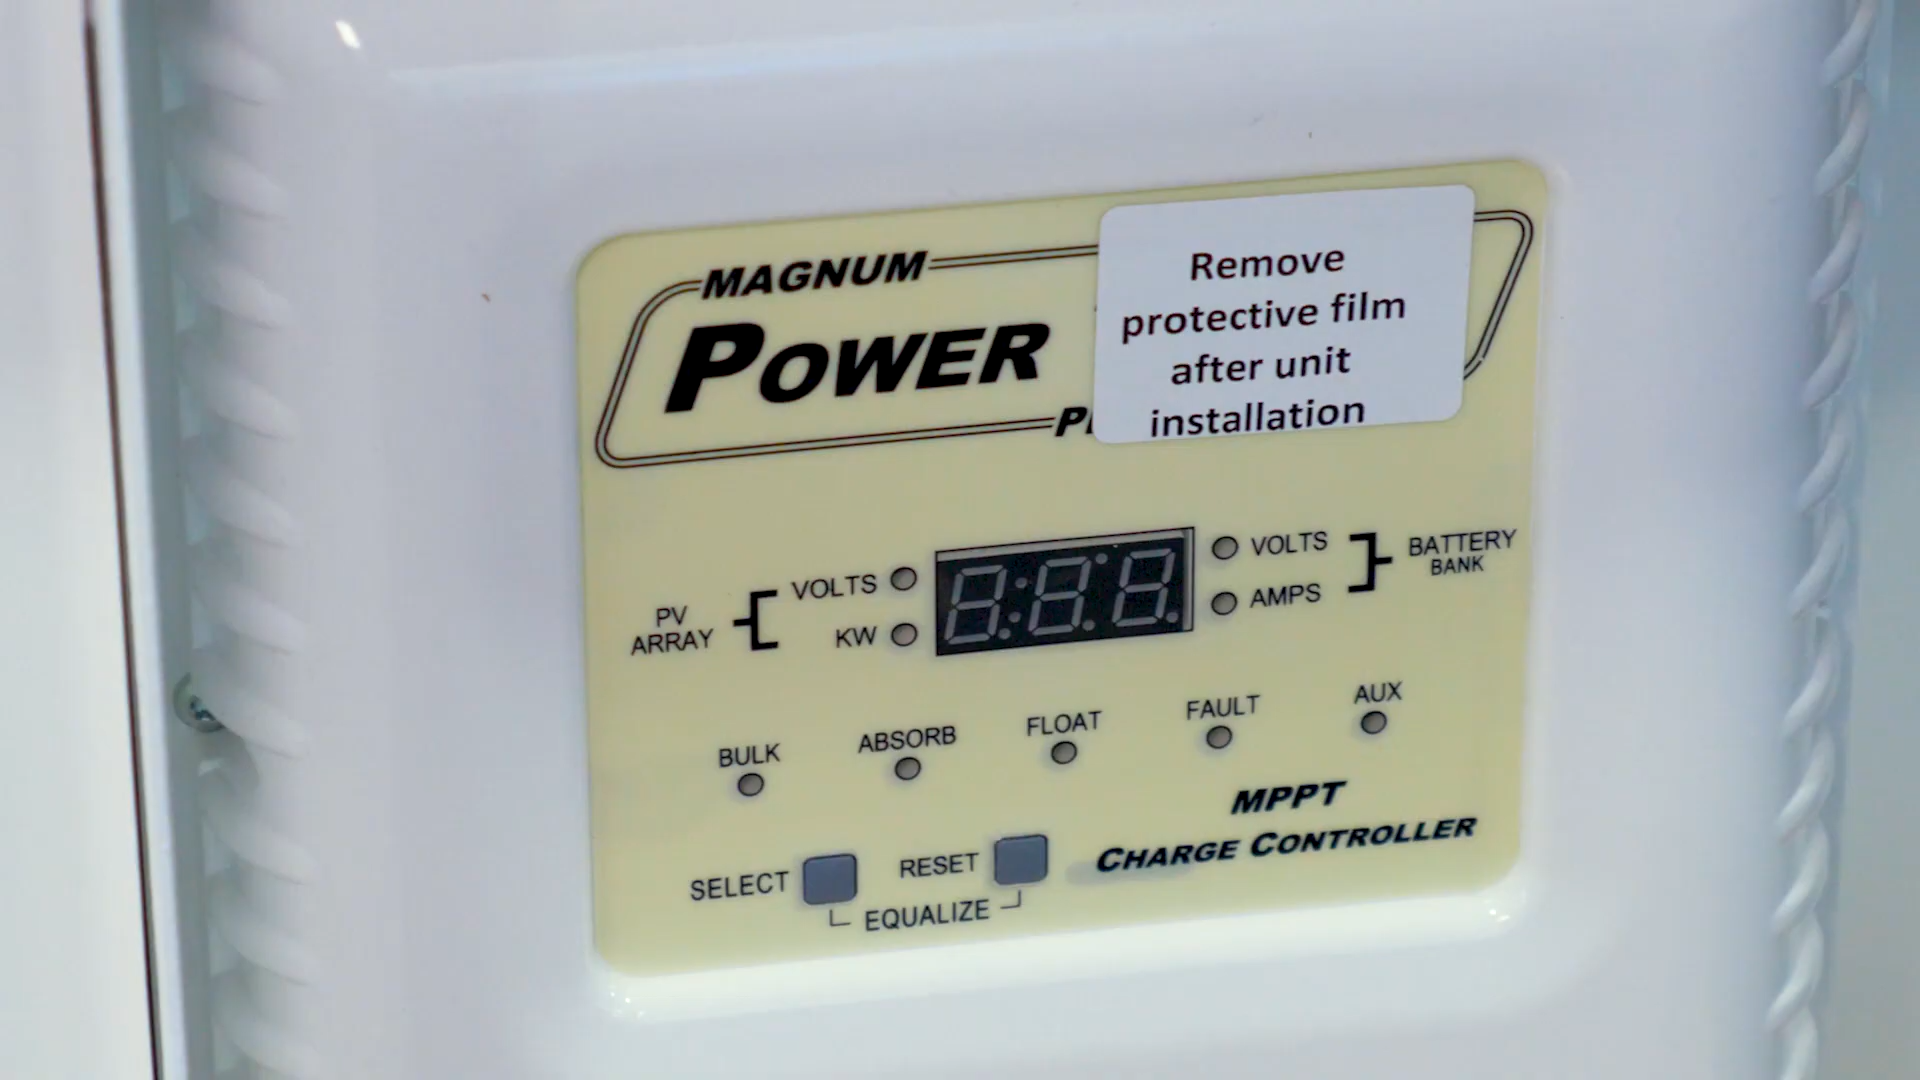 MAGNUM
POWER
Remove
protective film
after unit
installation
PV
ARRAY
VOLTS
KW
VOLTS
AMPS
BATTERY
BANK
BULK
ABSORB
FLOAT
FAULT
AUX
MPPT
CHARGE CONTROLLER
SELECT
RESET
EQUALIZE